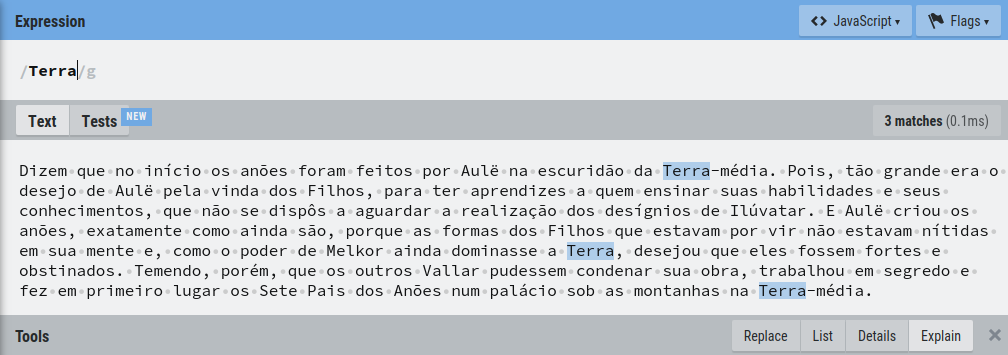 Expression
<> JavaScript ▾
Flags ▾
/Terra/g
Text
Tests
NEW
3 matches (0.1ms)
Dizem que no início os anões foram feitos por Aulë na escuridão da Terra-média. Pois, tão grande era o
desejo de Aulë pela vinda dos Filhos, para ter aprendizes a quem ensinar suas habilidades e seus
conhecimentos, que não se dispôs a aguardar a realização dos desígnios de Ilúvatar. E Aulë criou os
anões, exatamente como ainda são, porque as formas dos Filhos que estavam por vir não estavam nítidas
em sua mente e, como o poder de Melkor ainda dominasse a Terra, desejou que eles fossem fortes e
obstinados. Temendo, porém, que os outros Vallar pudessem condenar sua obra, trabalhou em segredo e
fez em primeiro lugar os Sete Pais dos Anões num palácio sob as montanhas na Terra-média.
Tools
Replace
List
Details
Explain
×